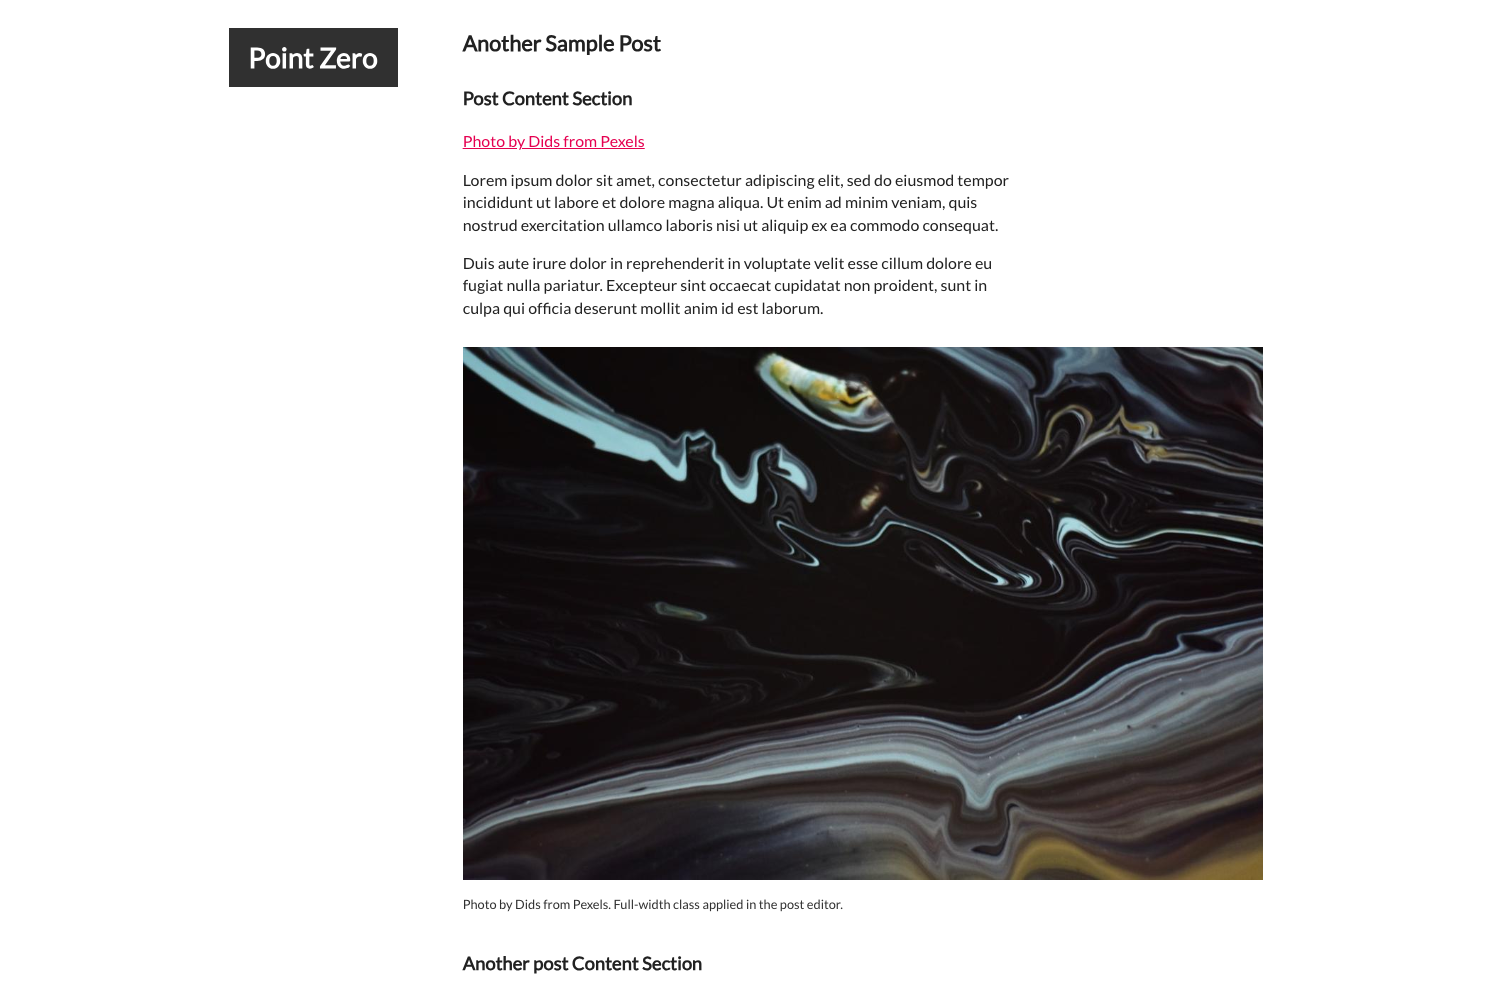 Point Zero
Another Sample Post
Post Content Section
Photo by Dids from Pexels
Lorem ipsum dolor sit amet, consectetur adipiscing elit, sed do eiusmod tempor
incididunt ut labore et dolore magna aliqua. Ut enim ad minim veniam, quis
nostrud exercitation ullamco laboris nisi ut aliquip ex ea commodo consequat.
Duis aute irure dolor in reprehenderit in voluptate velit esse cillum dolore eu
fugiat nulla pariatur. Excepteur sint occaecat cupidatat non proident, sunt in
culpa qui officia deserunt mollit anim id est laborum.
Photo by Dids from Pexels. Full-width class applied in the post editor.
Another post Content Section